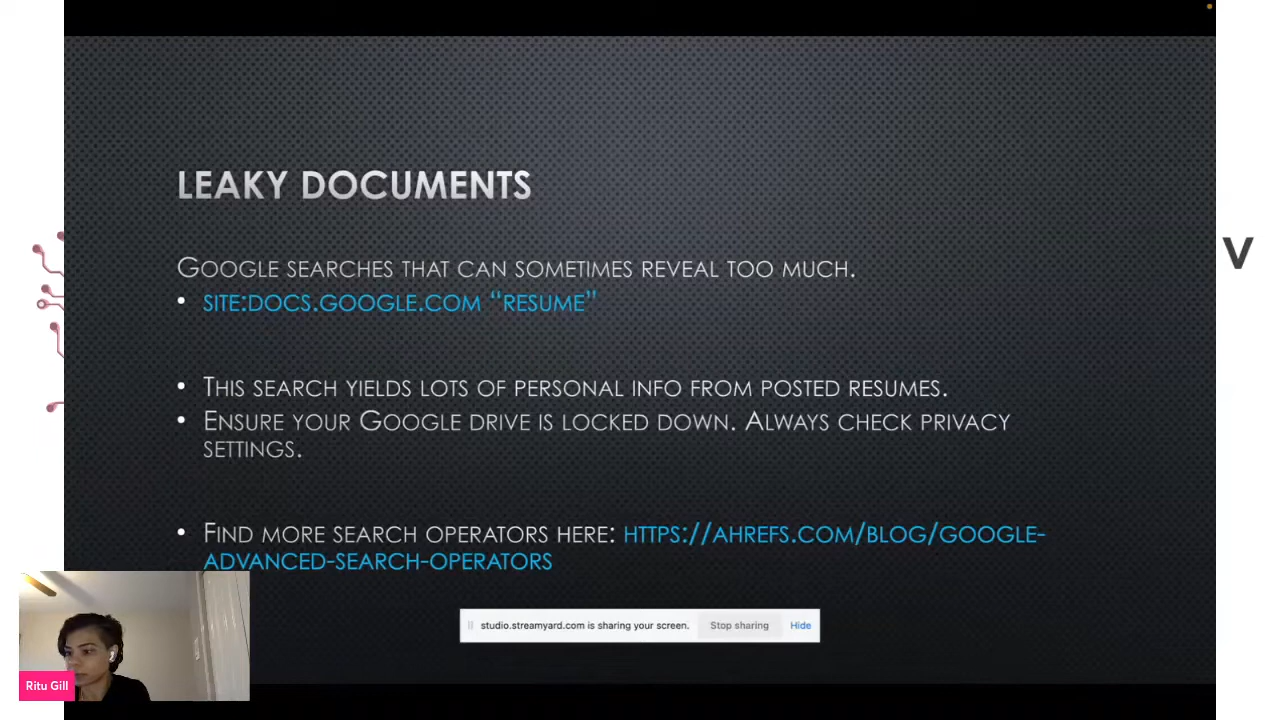 LEAKY DOCUMENTS
GOOGLE SEARCHES THAT CAN SOMETIMES REVEAL TOO MUCH.
• SITE:DOCS.GOOGLE.COM “RESUME”
• THIS SEARCH YIELDS LOTS OF PERSONAL INFO FROM POSTED RESUMES.
• ENSURE YOUR GOOGLE DRIVE IS LOCKED DOWN. ALWAYS CHECK PRIVACY
SETTINGS.
• FIND MORE SEARCH OPERATORS HERE: HTTPS://AHREFS.COM/BLOG/GOOGLE-
ADVANCED-SEARCH-OPERATORS
studio.streamyard.com is sharing your screen. Stop sharing Hide
Ritu Gill
V